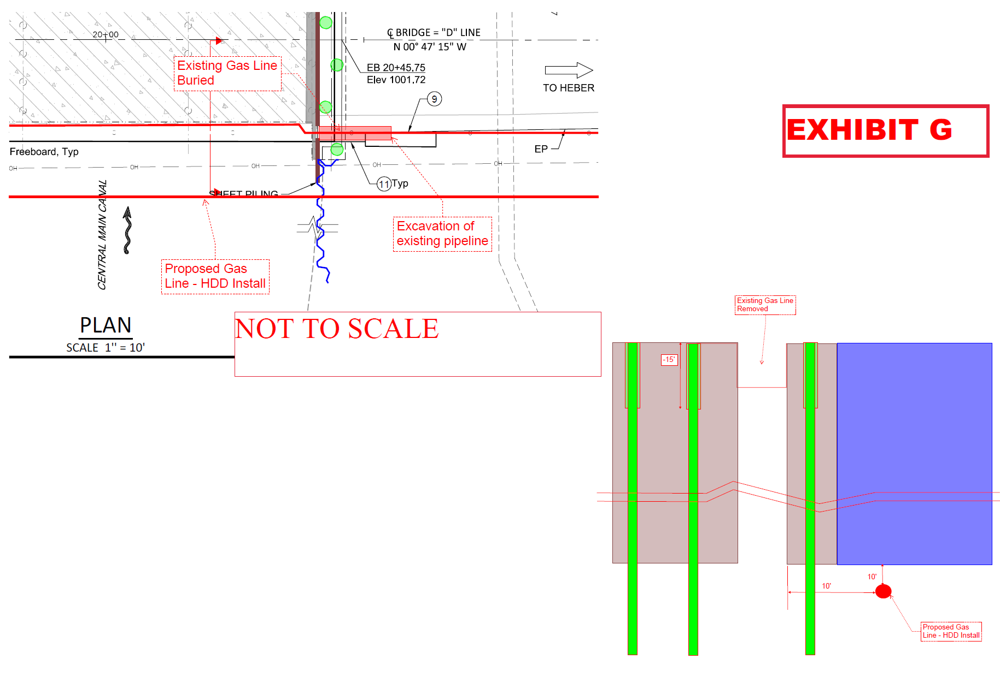 20+00
℄ BRIDGE = "D" LINE
N 00° 47' 15" W
Existing Gas Line
Buried
EB 20+45.75
Elev 1001.72
TO HEBER
9
EXHIBIT G
EP
Freeboard, Typ
OH
OH
OH
OH
OH
11 Typ
SHEET PILING
CENTRAL MAIN CANAL
Excavation of
existing pipeline
Proposed Gas
Line - HDD Install
PLAN
SCALE 1" = 10'
NOT TO SCALE
Existing Gas Line
Removed
-15'
10'
10'
Proposed Gas
Line - HDD Install